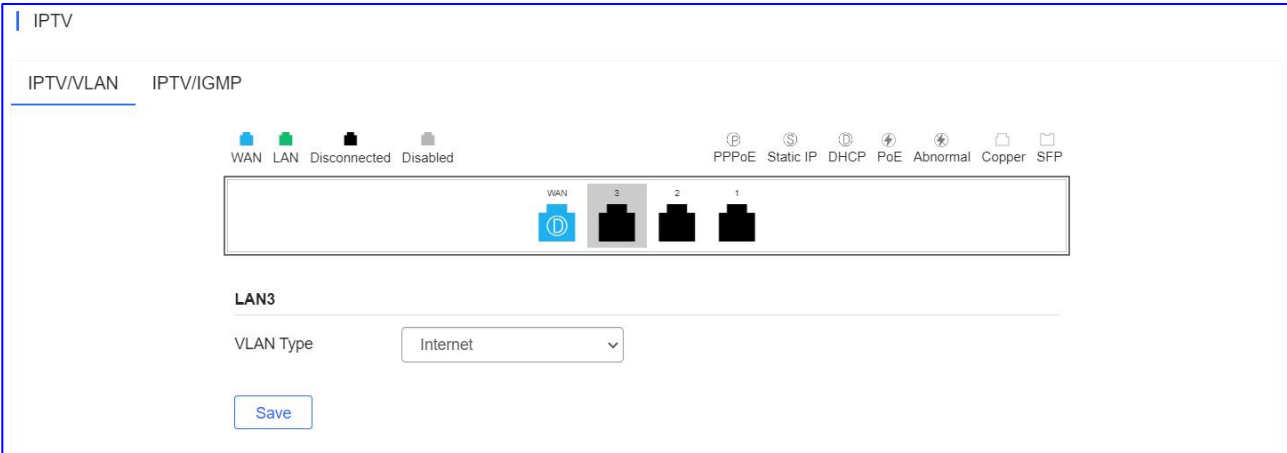 IPTV
IPTV/VLAN IPTV/IGMP
WAN LAN Disconnected Disabled PPPoE Static IP DHCP PoE Abnormal Copper SFP
WAN 3 2 1
LAN3
VLAN Type Internet
Save